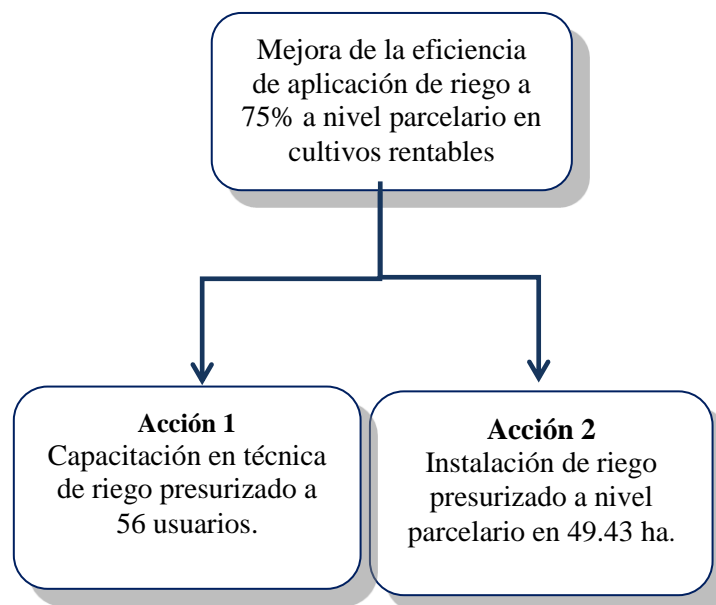 Mejora de la eficiencia
de aplicación de riego a
75% a nivel parcelario en
cultivos rentables
Acción 1
Capacitación en técnica
de riego presurizado a
56 usuarios.
Acción 2
Instalación de riego
presurizado a nivel
parcelario en 49.43 ha.